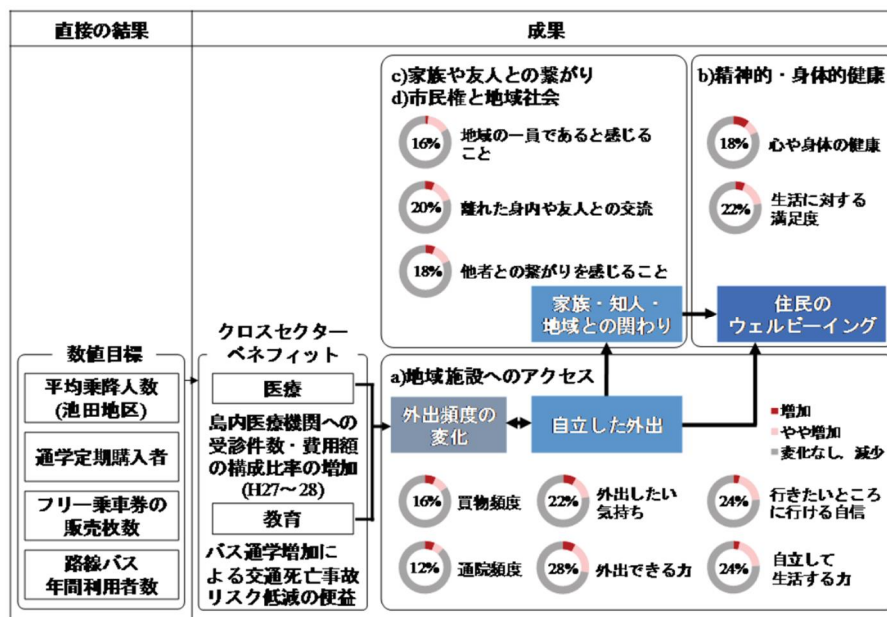 直接の結果
成果
c)家族や友人との繋がり
d)市民権と地域社会
16%
地域の一員であると感じる
こと
20%
離れた身内や友人との交流
18%
他者との繋がりを感じること
b)精神的・身体的健康
18%
心や身体の健康
22%
生活に対する
満足度
家族・知人・
地域との関わり
住民の
ウェルビーイング
数値目標
平均乗降人数
(池田地区)
通学定期購入者
フリー乗車券の
販売枚数
路線バス
年間利用者数
クロスセクター
ベネフィット
医療
島内医療機関への
受診件数・費用額
の構成比率の増加
(H27～28)
教育
バス通学増加に
よる交通死亡事故
リスク低減の便益
a)地域施設へのアクセス
外出頻度の
変化
自立した外出
増加
やや増加
変化なし，減少
16%
買物頻度
22%
外出したい
気持ち
24%
行きたいところ
に行ける自信
12%
通院頻度
28%
外出できる力
24%
自立して
生活する力